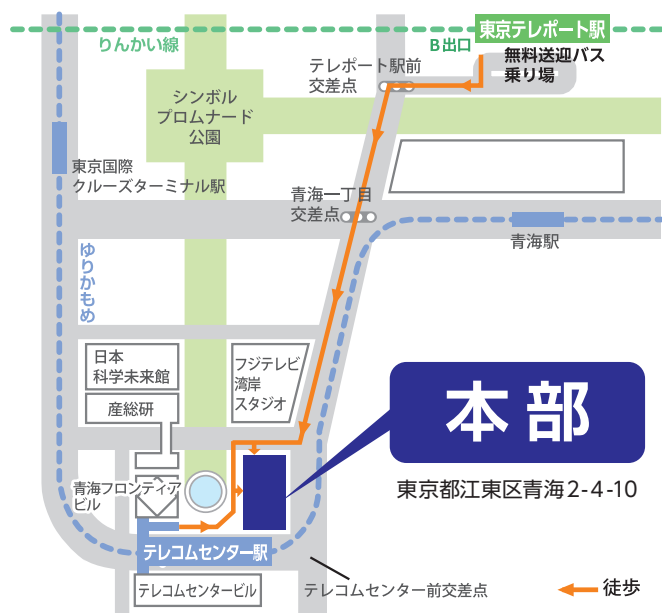 りんかい線
B出口
東京テレポート駅
無料送迎バス
乗り場
テレポート駅前
交差点
シンボル
プロムナード
公園
東京国際
クルーズターミナル駅
青海一丁目
交差点
青海駅
ゆりかもめ
日本
科学未来館
産総研
フジテレビ
湾岸
スタジオ
本部
東京都江東区青海2-4-10
青海フロンティア
ビル
テレコムセンター駅
テレコムセンタービル
テレコムセンター前交差点
徒歩